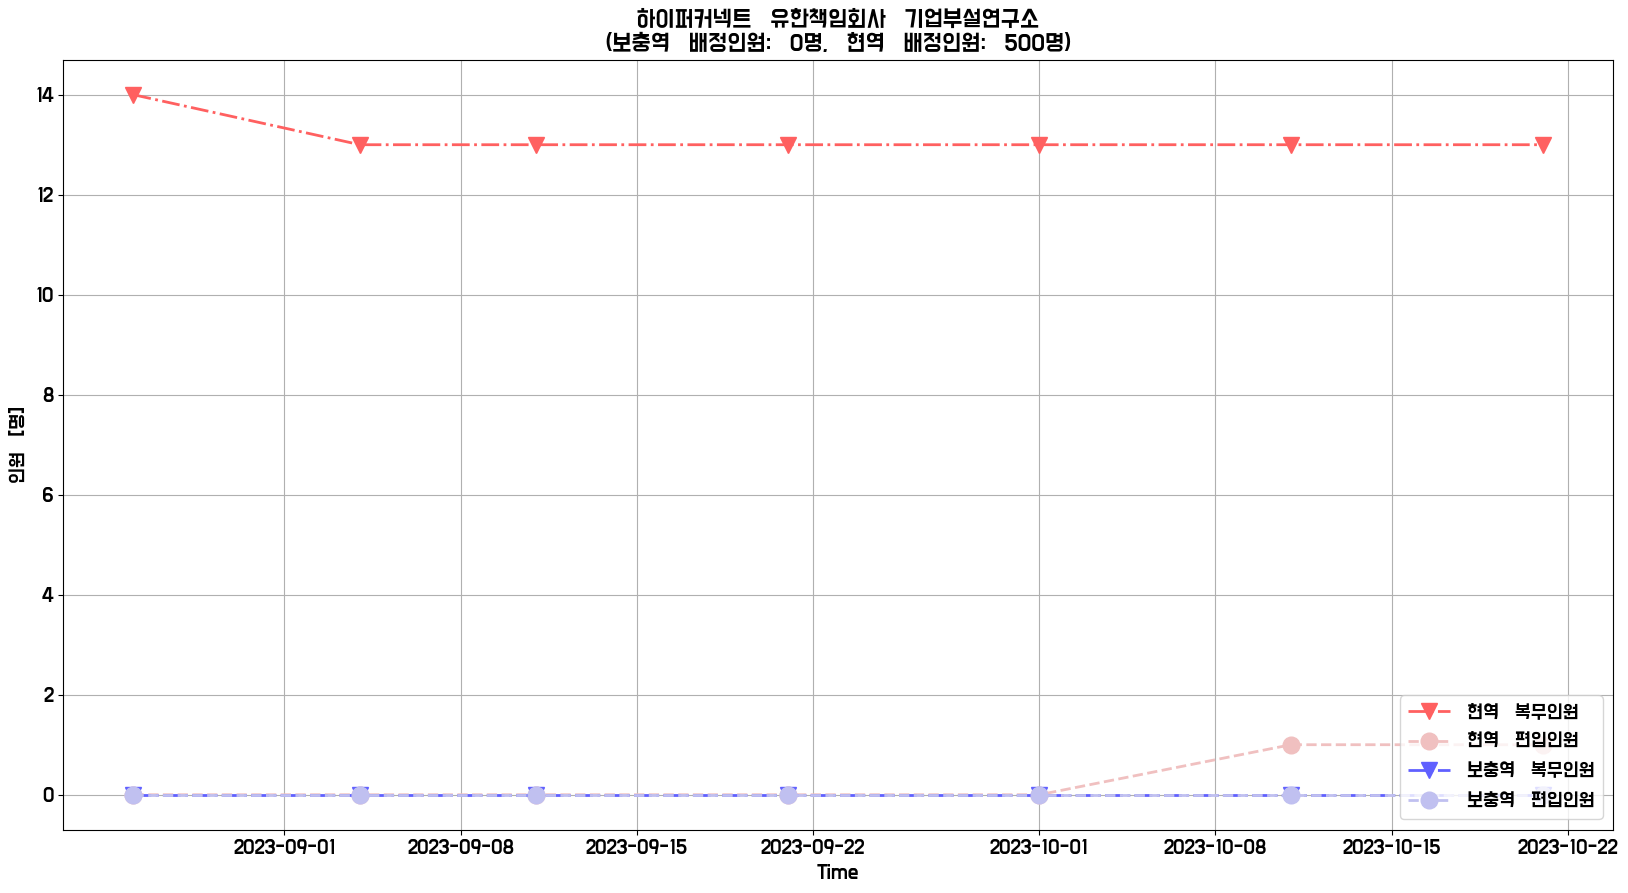 하이퍼커넥트 유한책임회사 기업부설연구소
(보충역 배정인원: 0명, 현역 배정인원: 500명)
14
12
10
8
6
4
2
0
인원 [명]
현역 복무인원
현역 편입인원
보충역 복무인원
보충역 편입인원
2023-09-01 2023-09-08 2023-09-15 2023-09-22 2023-10-01 2023-10-08 2023-10-15 2023-10-22
Time